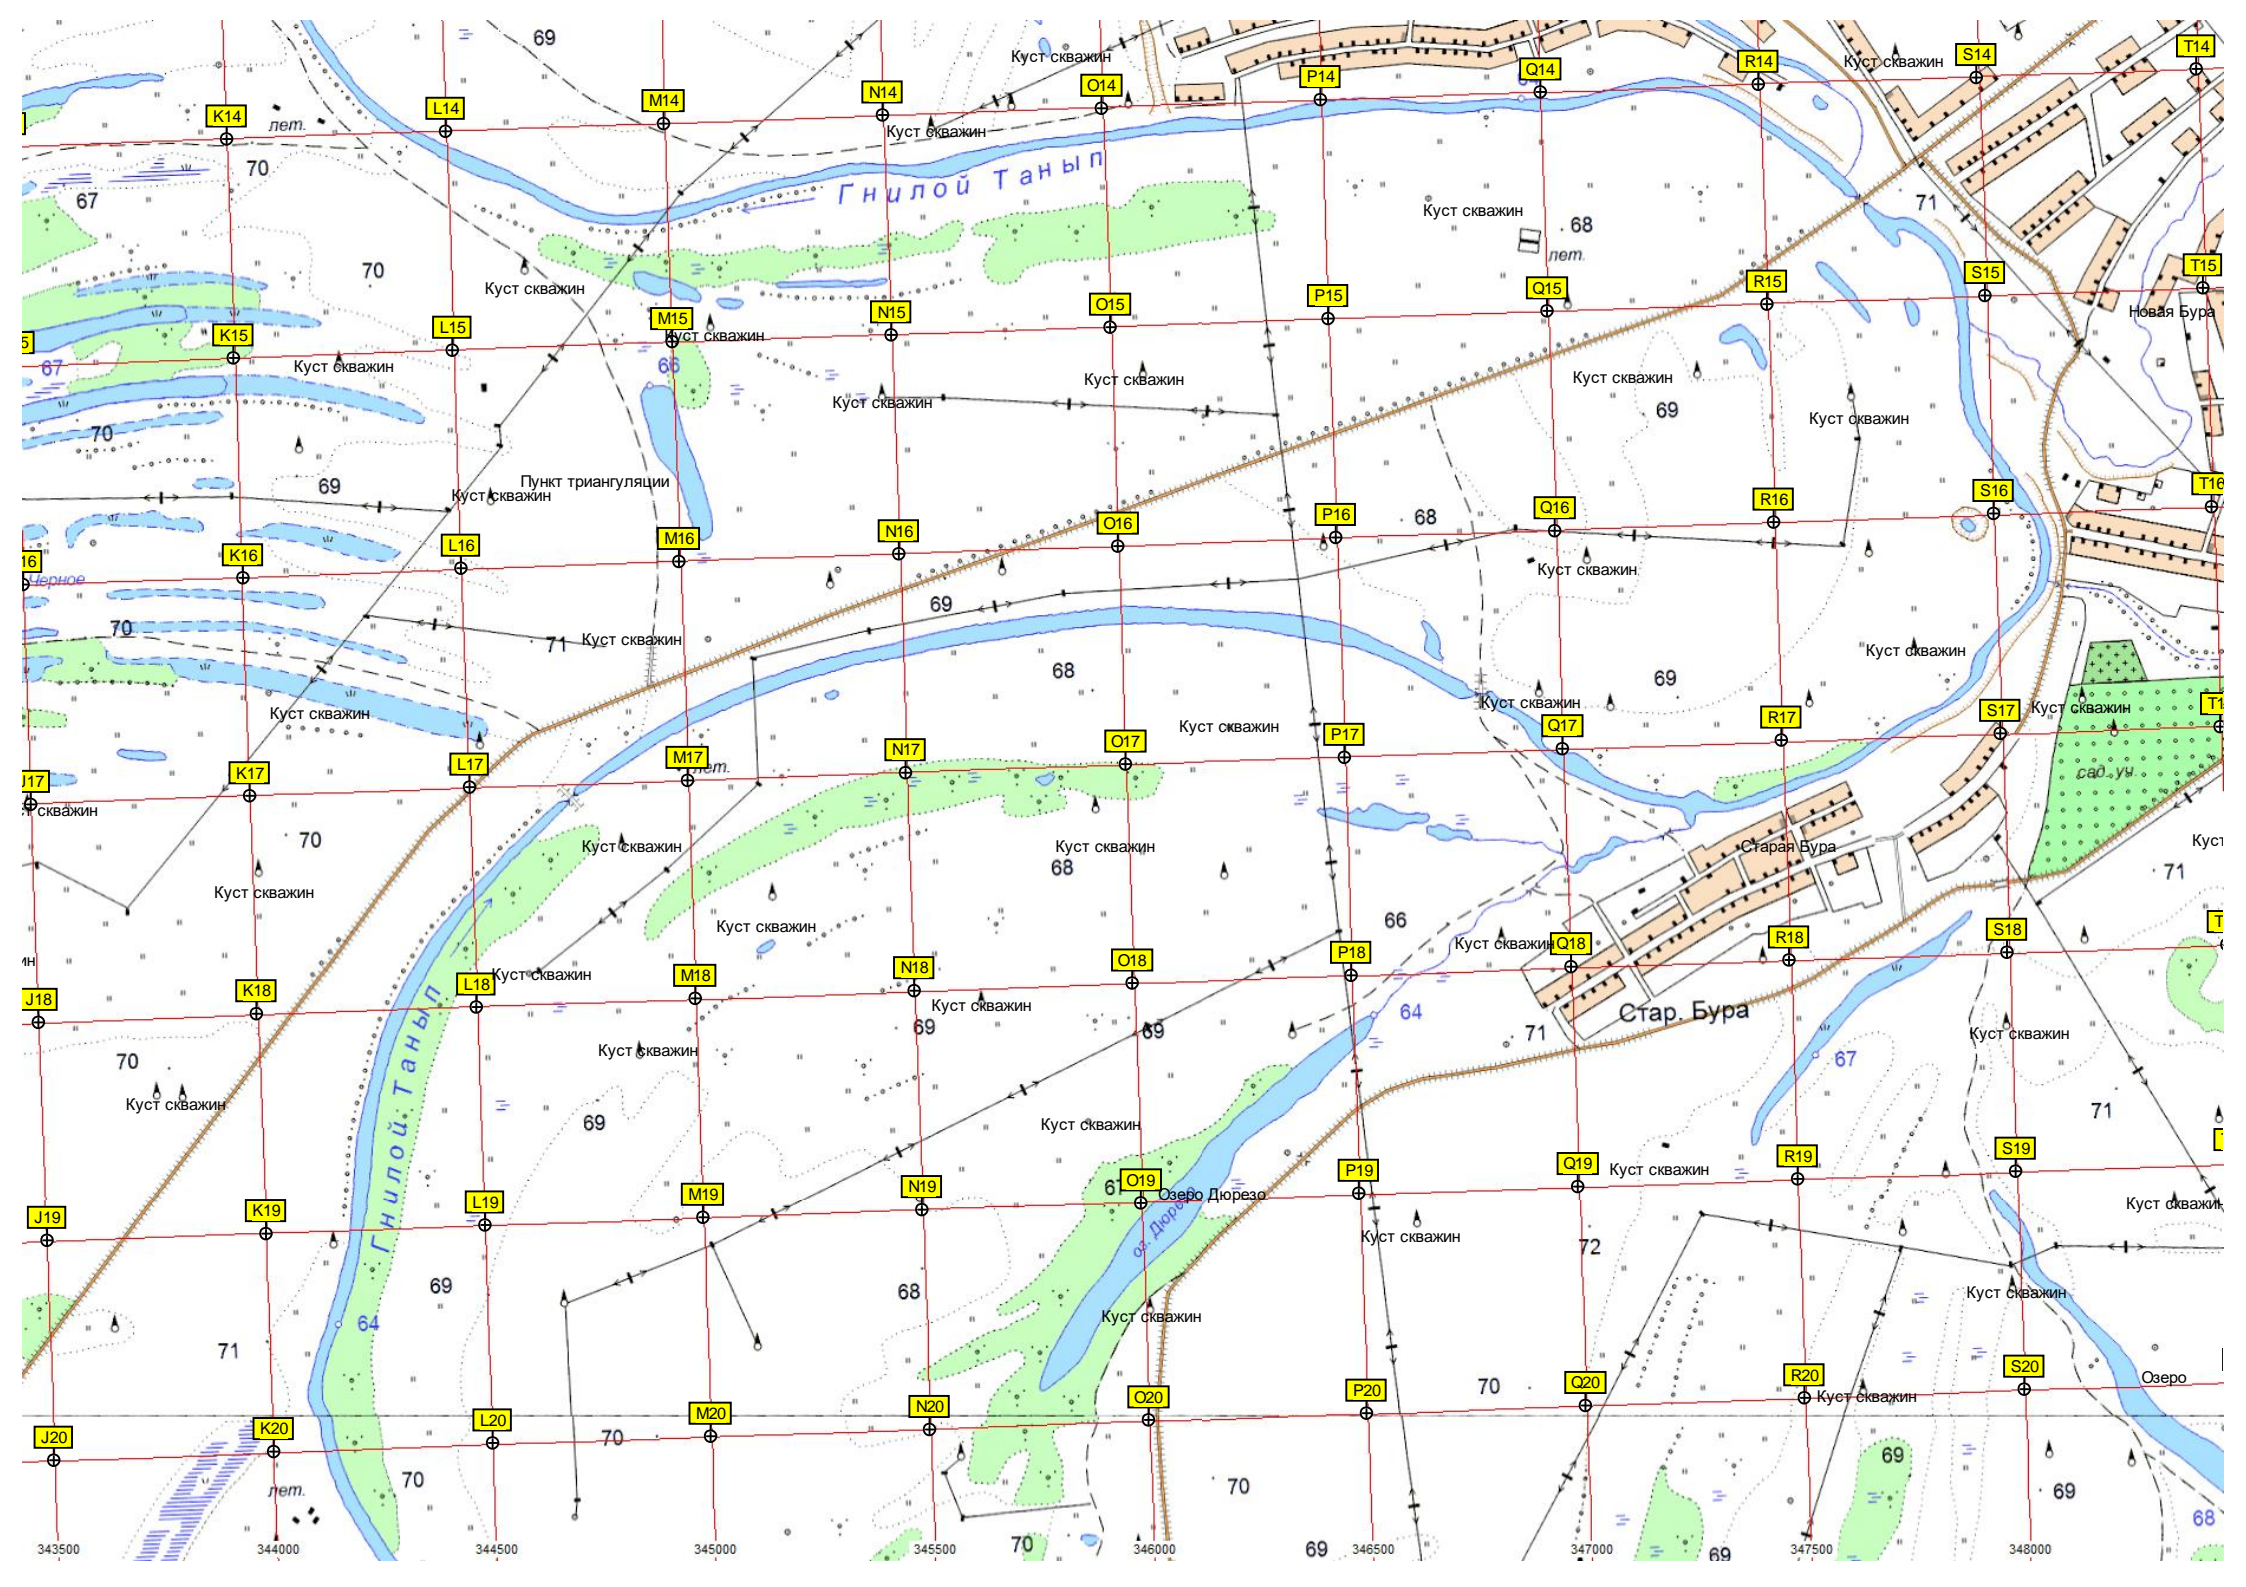 69
Куст скважин
Куст скважин
K14
лет.
L14
M14
N14
Куст скважин
O14
P14
Q14
R14
S14
T14
70
67
Гнилой Танып
Куст скважин
68
лет.
71
70
Куст скважин
K15
L15
M15
Куст скважин
N15
O15
P15
Q15
R15
S15
T15
Новая Бура
67
Куст скважин
66
Куст скважин
Куст скважин
Куст скважин
69
Куст скважин
70
69
Куст скважин
Пункт триангуляции
16
Черное
K16
L16
M16
N16
O16
P16
68
Q16
R16
S16
T16
Куст скважин
69
70
71
Куст скважин
68
69
Куст скважин
Куст скважин
Куст скважин
Куст скважин
Куст скважин
J17
скважин
K17
L17
M17
лет.
N17
O17
P17
Q17
R17
S17
сад. уч.
70
Куст скважин
Куст скважин
68
Старая Бура
71
Куст скважин
Куст скважин
66
Куст скважин
J18
K18
L18
Куст скважин
M18
N18
Куст скважин
O18
P18
Q18
R18
S18
69
69
64
71
Стар. Бура
Куст скважин
70
Куст скважин
67
Куст скважин
69
Куст скважин
71
Гнилой Танып
J19
K19
L19
M19
N19
67
O19
Озеро Дюрезо
оз. Дюрезо
P19
Q19
Куст скважин
R19
S19
Куст скважин
Куст скважин
72
69
68
Куст скважин
Куст скважин
64
71
J20
K20
L20
M20
N20
O20
P20
70
Q20
R20
Куст скважин
S20
Озеро
70
70
69
69
лет.
70
68
343500
344000
344500
345000
345500
70
346000
69
346500
347000
69
347500
348000